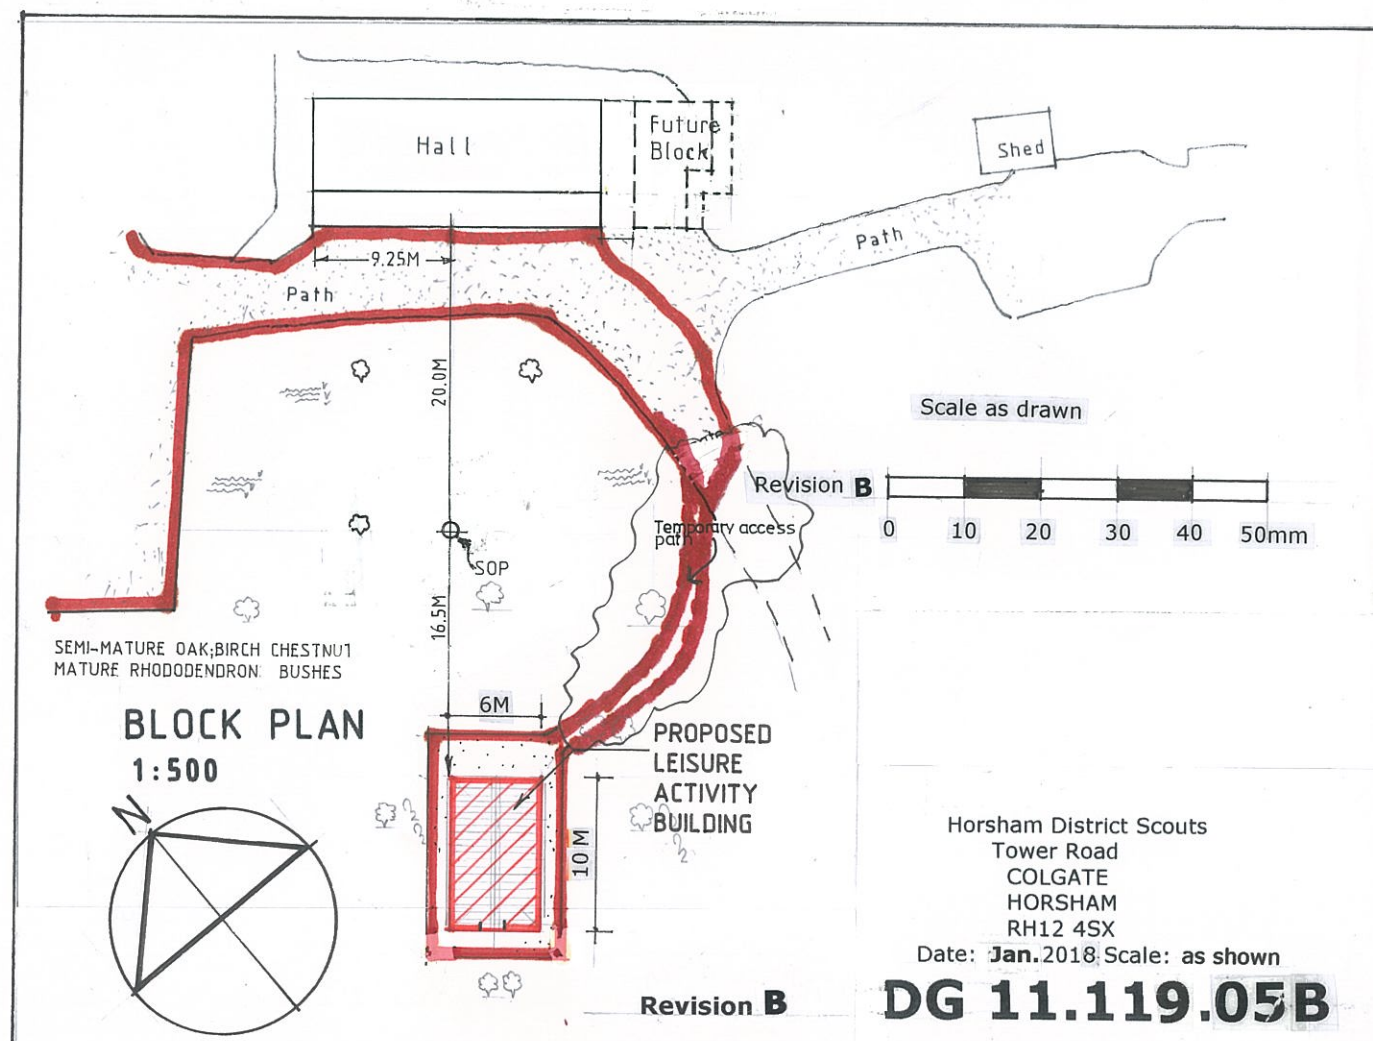 Hall
Future
Block
Shed
Path
9.25M
Path
20.0M
Scale as drawn
Revision B
0 10 20 30 40 50mm
Temporary access
path
SOP
16.5M
SEMI-MATURE OAK;BIRCH CHESTNUT
MATURE RHODODENDRON BUSHES
BLOCK PLAN
1:500
N
6M
PROPOSED
LEISURE
ACTIVITY
BUILDING
10 M
Horsham District Scouts
Tower Road
COLGATE
HORSHAM
RH12 4SX
Date: Jan.2018 Scale: as shown
Revision B
DG 11.119.05B